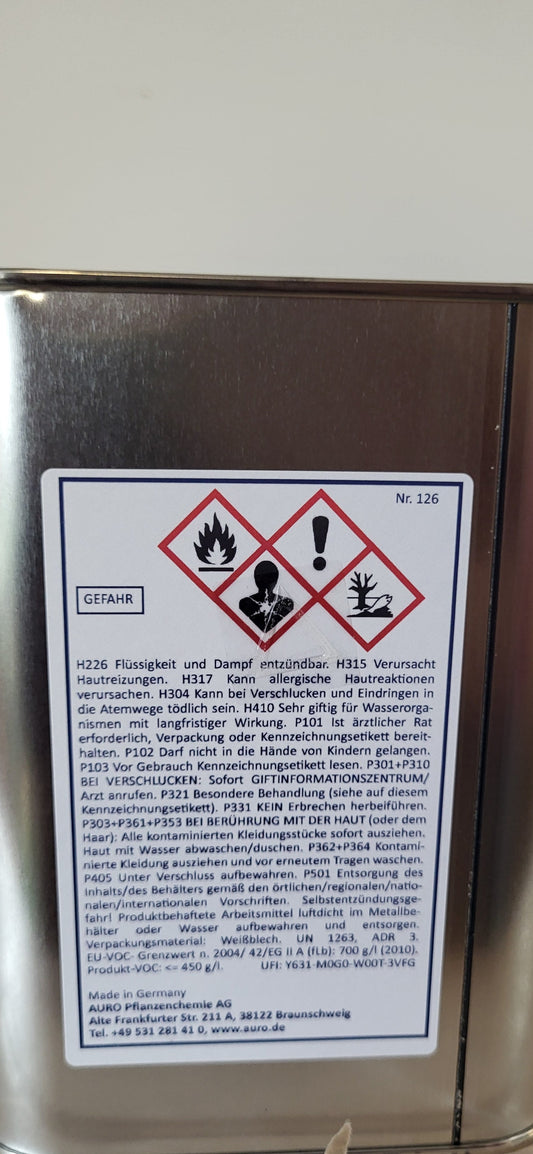 Nr. 126
GEFAHR
H226 Flüssigkeit und Dampf entzündbar. H315 Verursacht
Hautreizungen. H317 Kann allergische Hautreaktionen
verursachen. H304 Kann bei Verschlucken und Eindringen in
die Atemwege tödlich sein. H410 Sehr giftig für Wasserorga-
nismen mit langfristiger Wirkung. P101 Ist ärztlicher Rat
erforderlich, Verpackung oder Kennzeichnungsetikett bereit-
halten. P102 Darf nicht in die Hände von Kindern gelangen.
P103 Vor Gebrauch Kennzeichnungsetikett lesen. P301+P310
BEI VERSCHLUCKEN: Sofort GIFTINFORMATIONSZENTRUM/
Arzt anrufen. P321 Besondere Behandlung (siehe auf diesem
Kennzeichnungsetikett). P331 KEIN Erbrechen herbeiführen.
P303+P361+P353 BEI BERÜHRUNG MIT DER HAUT (oder dem
Haar): Alle kontaminierten Kleidungsstücke sofort ausziehen.
Haut mit Wasser abwaschen/duschen. P362+P364 Kontami-
nierte Kleidung ausziehen und vor erneutem Tragen waschen.
P405 Unter Verschluss aufbewahren. P501 Entsorgung des
Inhalts/des Behälters gemäß den örtlichen/regionalen/natio-
nalen/internationalen Vorschriften. Selbstentzündungsge-
fahr! Produktbehaftete Arbeitsmittel luftdicht im Metallbe-
hälter oder Wasser aufbewahren und entsorgen.
Verpackungsmaterial: Weißblech. UN 1263, ADR 3.
EU-VOC- Grenzwert n. 2004/ 42/EG II A (fLb): 700 g/l (2010).
Produkt-VOC: <= 450 g/l. UFI: Y631-M0G0-W00T-3VFG
Made in Germany
AURO Pflanzenchemie AG
Alte Frankfurter Str. 211 A, 38122 Braunschweig
Tel. +49 531 281 41 0, www.auro.de